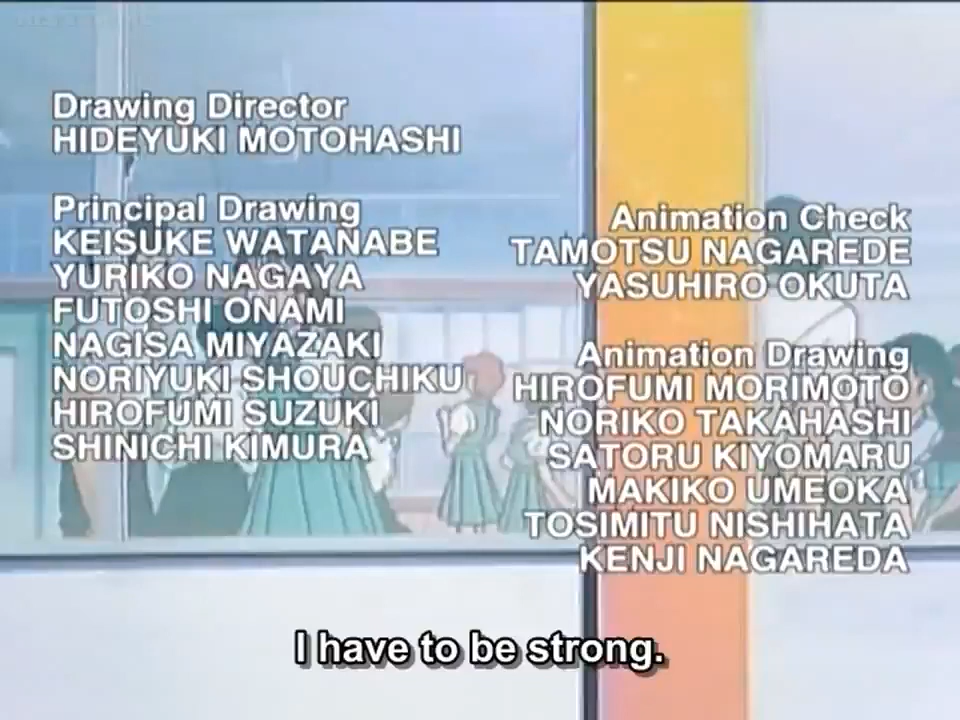 Drawing Director
HIDEYUKI MOTOHASHI
Principal Drawing
KEISUKE WATANABE
YURIKO NAGAYA
FUTOSHI ONAMI
NAGISA MIYAZAKI
NORIYUKI SHOUCHIKU
HIROFUMI SUZUKI
SHINICHI KIMURA
Animation Check
TAMOTSU NAGAREDE
YASUHIRO OKUTA
Animation Drawing
HIROFUMI MORIMOTO
NORIKO TAKAHASHI
SATORU KIYOMARU
MAKIKO UMEOKA
TOSIMITU NISHIHATA
KENJI NAGAREDA
I have to be strong.